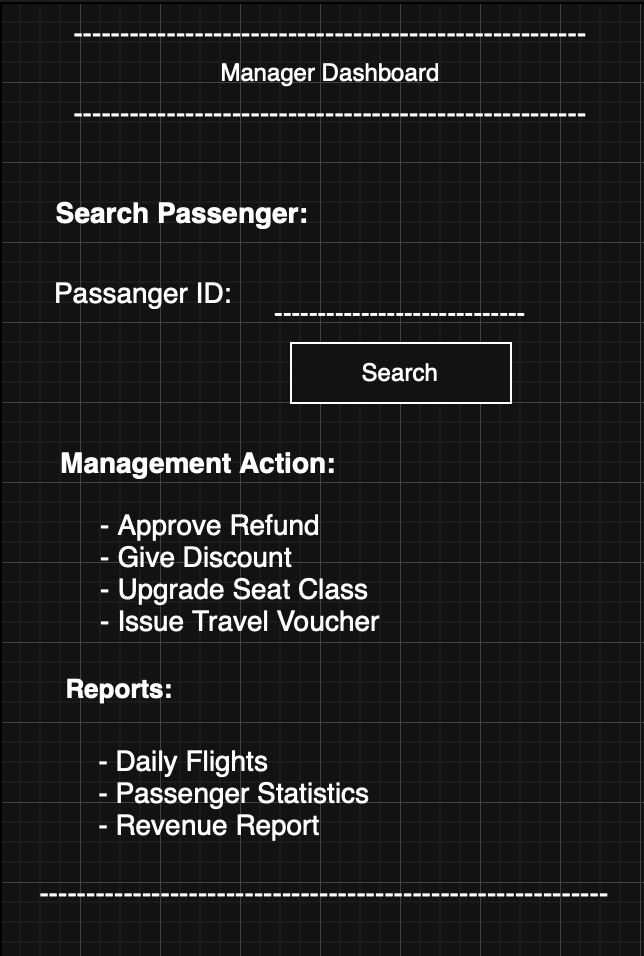 Manager Dashboard
Search Passenger:
Passanger ID:
Search
Management Action:
- Approve Refund
- Give Discount
- Upgrade Seat Class
- Issue Travel Voucher
Reports:
- Daily Flights
- Passenger Statistics
- Revenue Report